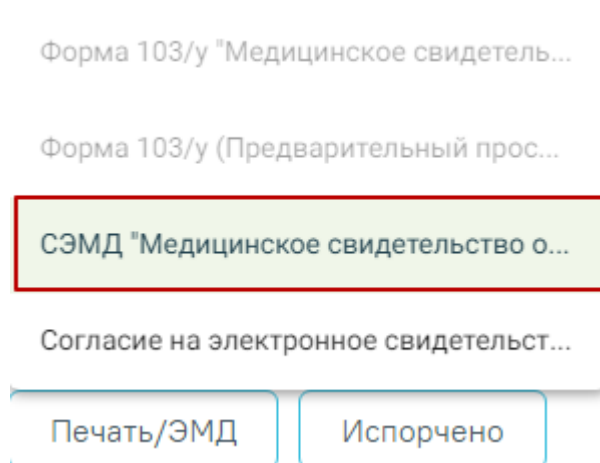 Форма 103/у "Медицинское свидетель...
Форма 103/у (Предварительный прос...
СЭМД "Медицинское свидетельство о...
Согласие на электронное свидетельст...
Печать/ЭМД Испорчено